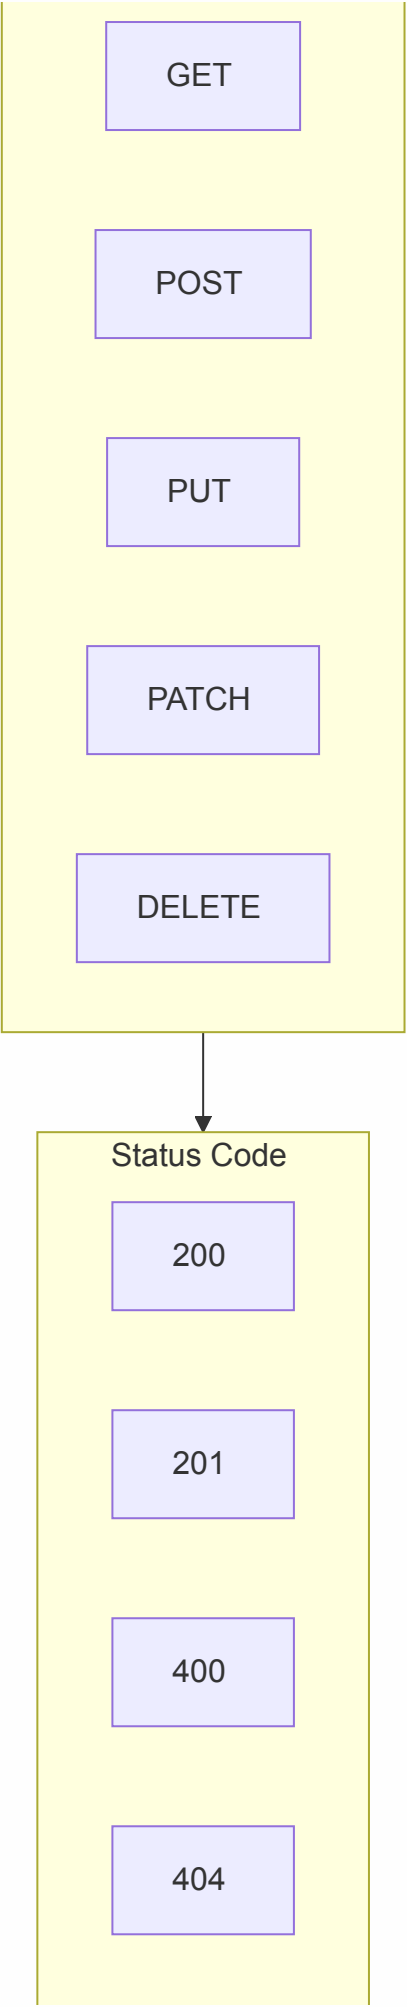 GET
POST
PUT
PATCH
DELETE
Status Code
200
201
400
404